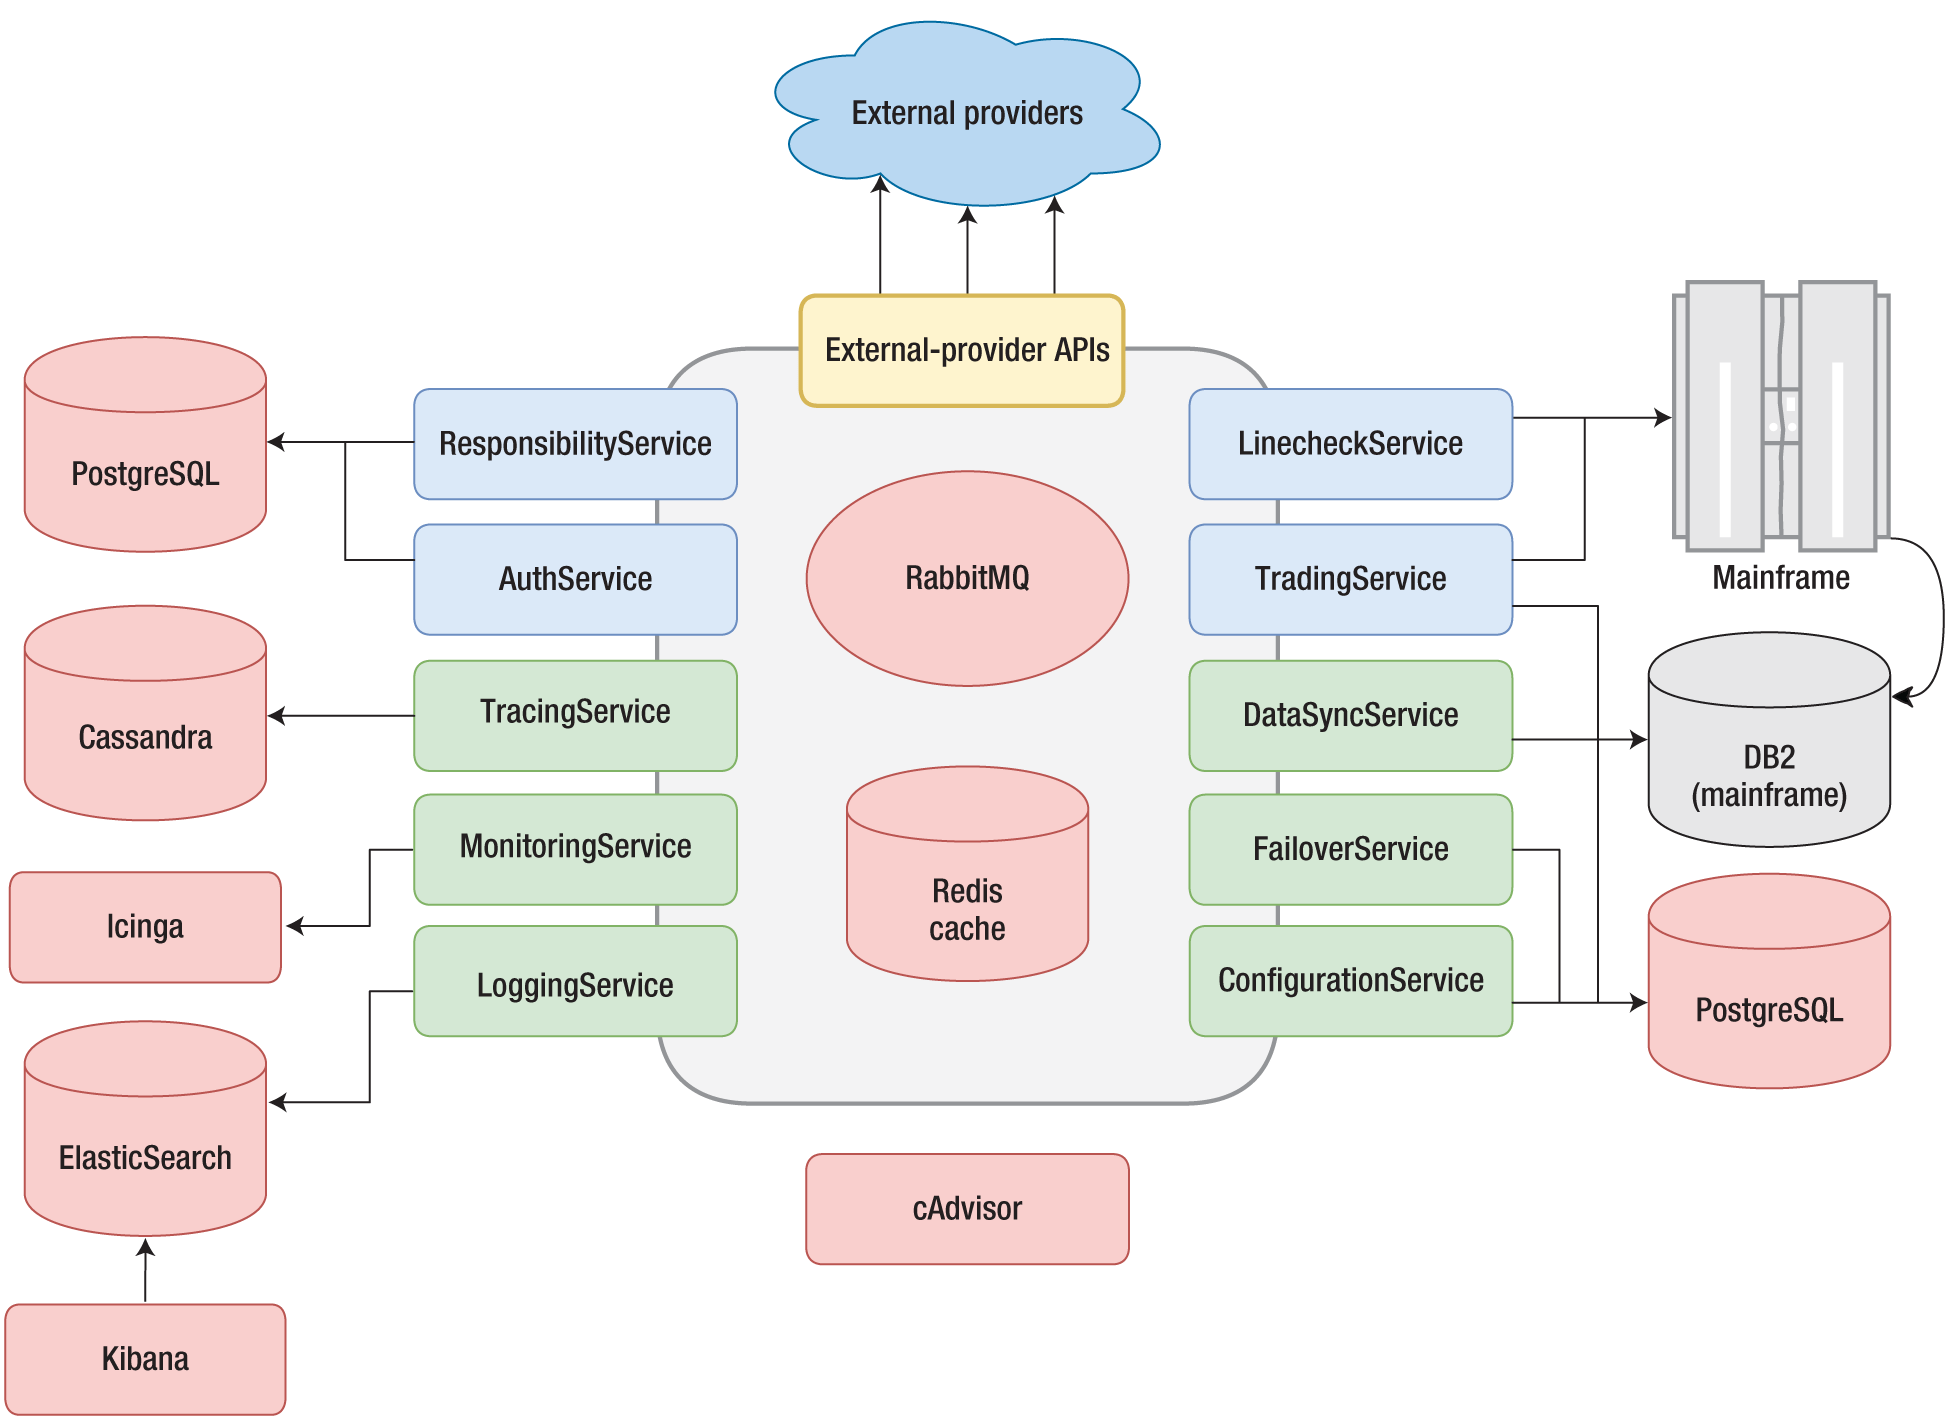 External providers
External-provider APIs
PostgreSQL
ResponsibilityService
LinecheckService
AuthService
RabbitMQ
TradingService
Mainframe
Cassandra
TracingService
DataSyncService
DB2
(mainframe)
MonitoringService
FailoverService
Icinga
Redis
cache
LoggingService
ConfigurationService
PostgreSQL
ElasticSearch
cAdvisor
Kibana